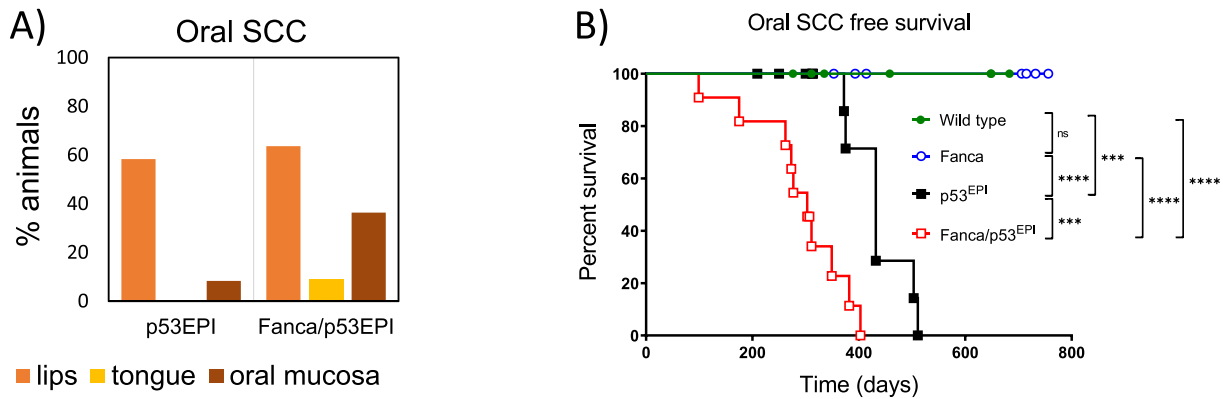 A)
Oral SCC
% animals
100
80
60
40
20
0
p53EPI
Fanca/p53EPI
lips
tongue
oral mucosa
B)
Oral SCC free survival
Percent survival
100
80
60
40
20
0
0
200
400
600
800
Time (days)
Wild type
Fanca
p53EPI
Fanca/p53EPI
ns
****
***
***
****
****